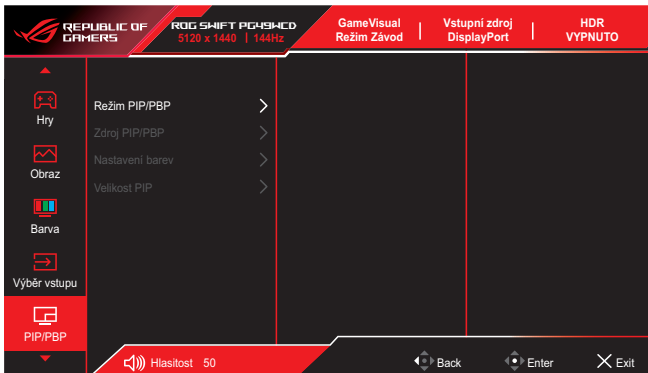 REPUBLIC OF
GAMERS
ROG SWIFT PG49WCD
5120 x 1440 | 144Hz
GameVisual
Režim Závod
Vstupní zdroj
DisplayPort
HDR
VYPNUTO
Hry
Obraz
Barva
Výběr vstupu
PIP/PBP
Režim PIP/PBP
Zdroj PIP/PBP
Nastavení barev
Velikost PIP
Hlasitost 50
Back
Enter
Exit